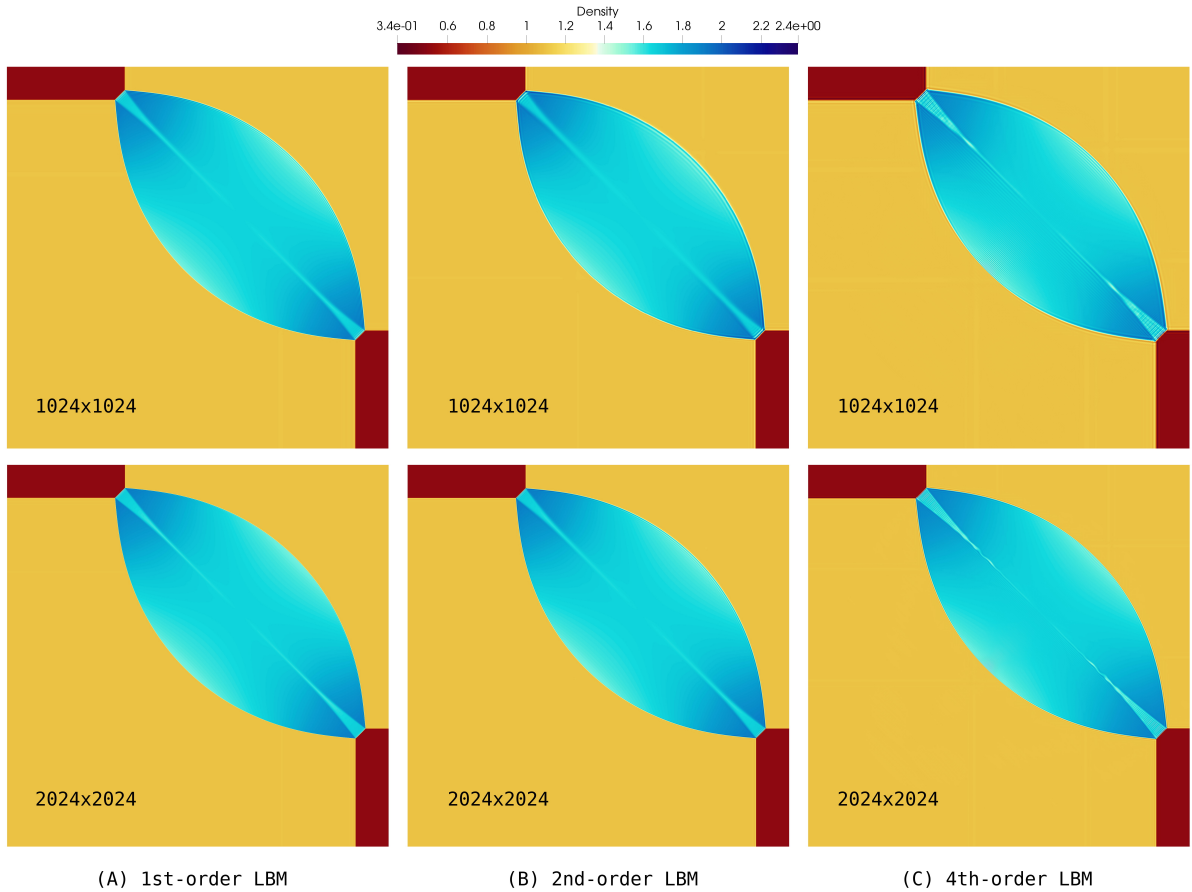 Density
3.4e-01 0.6 0.8 1 1.2 1.4 1.6 1.8 2 2.2 2.4e+00
1024x1024 1024x1024 1024x1024
2024x2024 2024x2024 2024x2024
(A) 1st-order LBM (B) 2nd-order LBM (C) 4th-order LBM